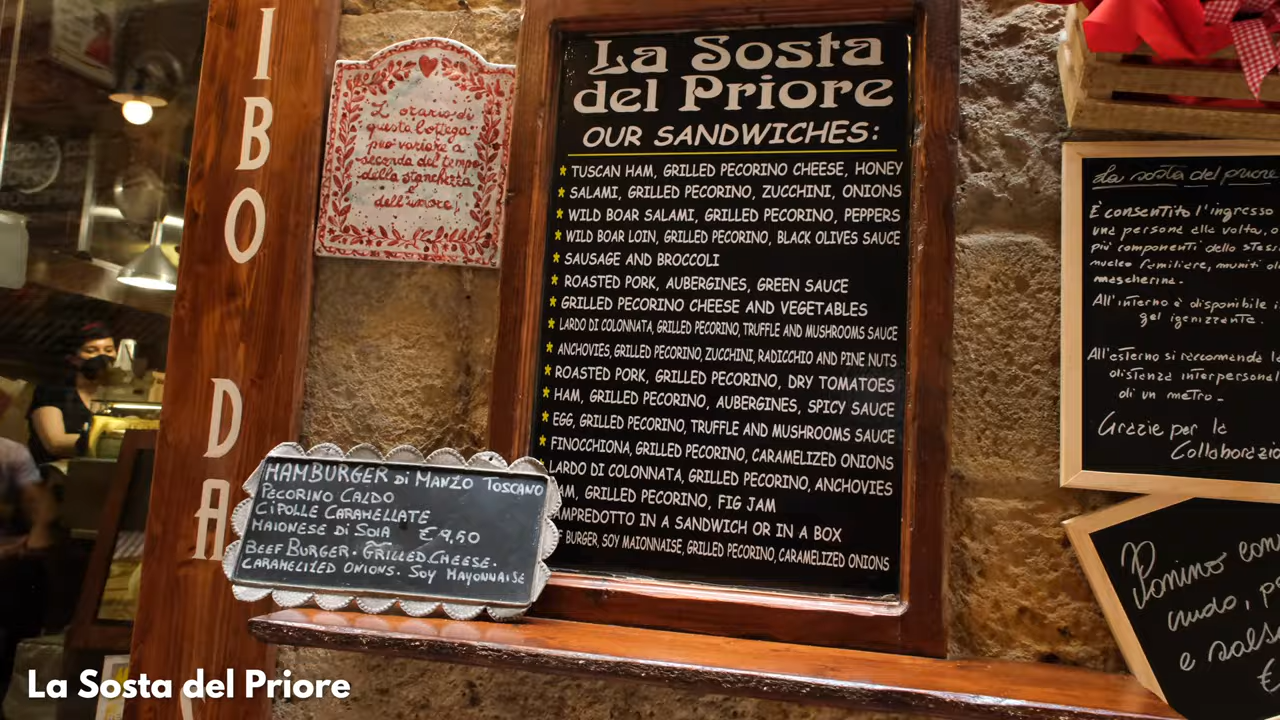 IBO
DA
L'orario di
questa bottega
può variare a
seconda del tempo
della stanchezza
e
dell'umore!
La Sosta
del Priore
OUR SANDWICHES:
* TUSCAN HAM, GRILLED PECORINO CHEESE, HONEY
* SALAMI, GRILLED PECORINO, ZUCCHINI, ONIONS
* WILD BOAR SALAMI, GRILLED PECORINO, PEPPERS
* WILD BOAR LOIN, GRILLED PECORINO, BLACK OLIVES SAUCE
* SAUSAGE AND BROCCOLI
* ROASTED PORK, AUBERGINES, GREEN SAUCE
* GRILLED PECORINO CHEESE AND VEGETABLES
* LARDO DI COLONNATA, GRILLED PECORINO, TRUFFLE AND MUSHROOMS SAUCE
* ANCHOVIES, GRILLED PECORINO, ZUCCHINI, RADICCHIO AND PINE NUTS
* ROASTED PORK, GRILLED PECORINO, DRY TOMATOES
* HAM, GRILLED PECORINO, AUBERGINES, SPICY SAUCE
* EGG, GRILLED PECORINO, TRUFFLE AND MUSHROOMS SAUCE
* FINOCCHIONA, GRILLED PECORINO, CARAMELIZED ONIONS
LARDO DI COLONNATA, GRILLED PECORINO, ANCHOVIES
AM, GRILLED PECORINO, FIG JAM
AMPREDOTTO IN A SANDWICH OR IN A BOX
F BURGER, SOY MAIONNAISE, GRILLED PECORINO, CARAMELIZED ONIONS
HAMBURGER di MANZO TOSCANO
PECORINO CALDO
CIPOLLE CARAMELLATE
MAIONESE DI SOIA €9,50
BEEF BURGER. GRILLED CHEESE.
CARAMELIZED ONIONS. SOY MAYONNAISE
La sosta del priore
È consentito l'ingresso
una persona alla volta, o
più componenti dello stess
nucleo familiare, muniti di
mascherina.
All'interno è disponibile i
gel igenizzante.
All'esterno si raccomanda la
distanza interpersonal
di un metro.
Grazie per la
Collaborazio
Panino con
crudo, p
e sals
€
La Sosta del Priore